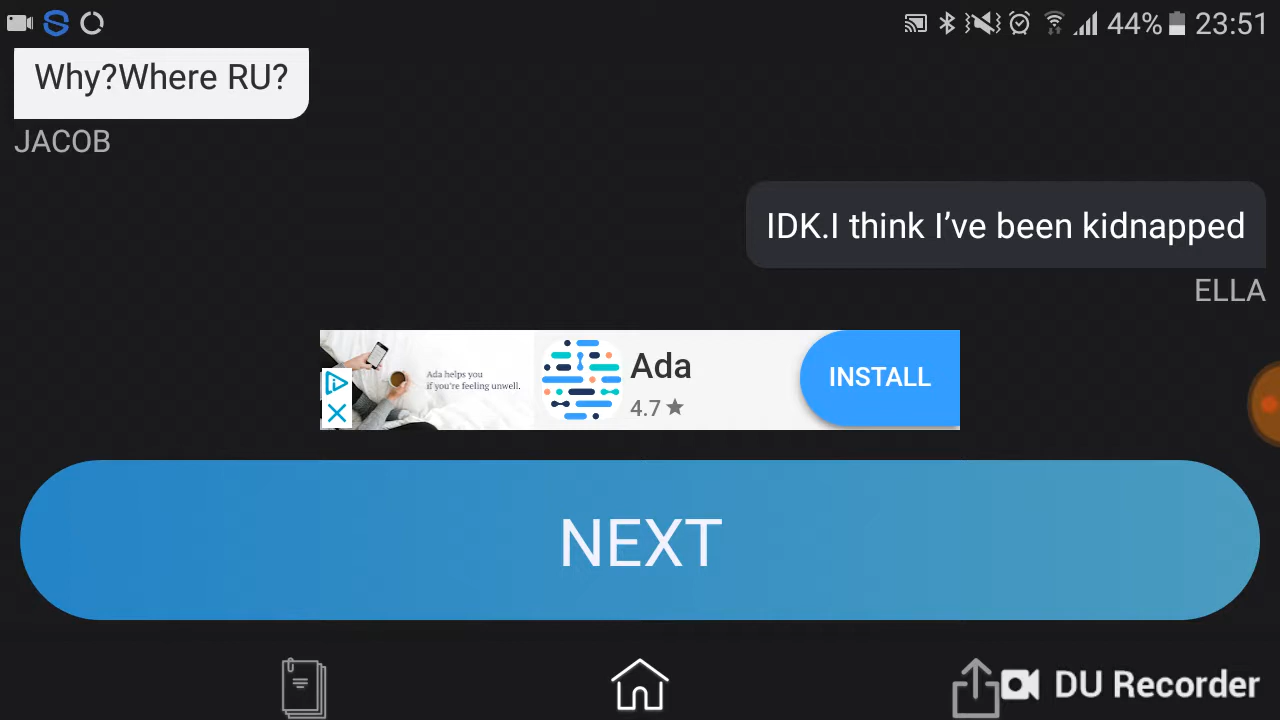 44% 23:51
Why?Where RU?
JACOB
IDK.I think I’ve been kidnapped
ELLA
Ada helps you
if you're feeling unwell.
Ada
4.7 ★
INSTALL
NEXT
DU Recorder